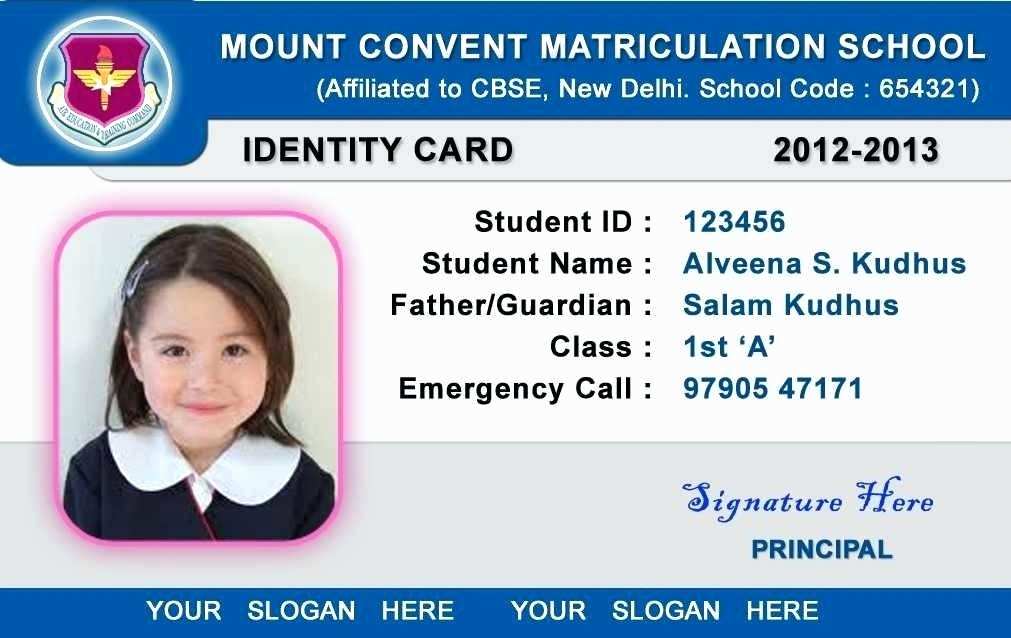 MOUNT CONVENT MATRICULATION SCHOOL
(Affiliated to CBSE, New Delhi. School Code : 654321)
AIR EDUCATION & TRAINING COMMAND
IDENTITY CARD 2012-2013
Student ID : 123456
Student Name : Alveena S. Kudhus
Father/Guardian : Salam Kudhus
Class : 1st ‘A’
Emergency Call : 97905 47171
Signature Here
PRINCIPAL
YOUR SLOGAN HERE YOUR SLOGAN HERE